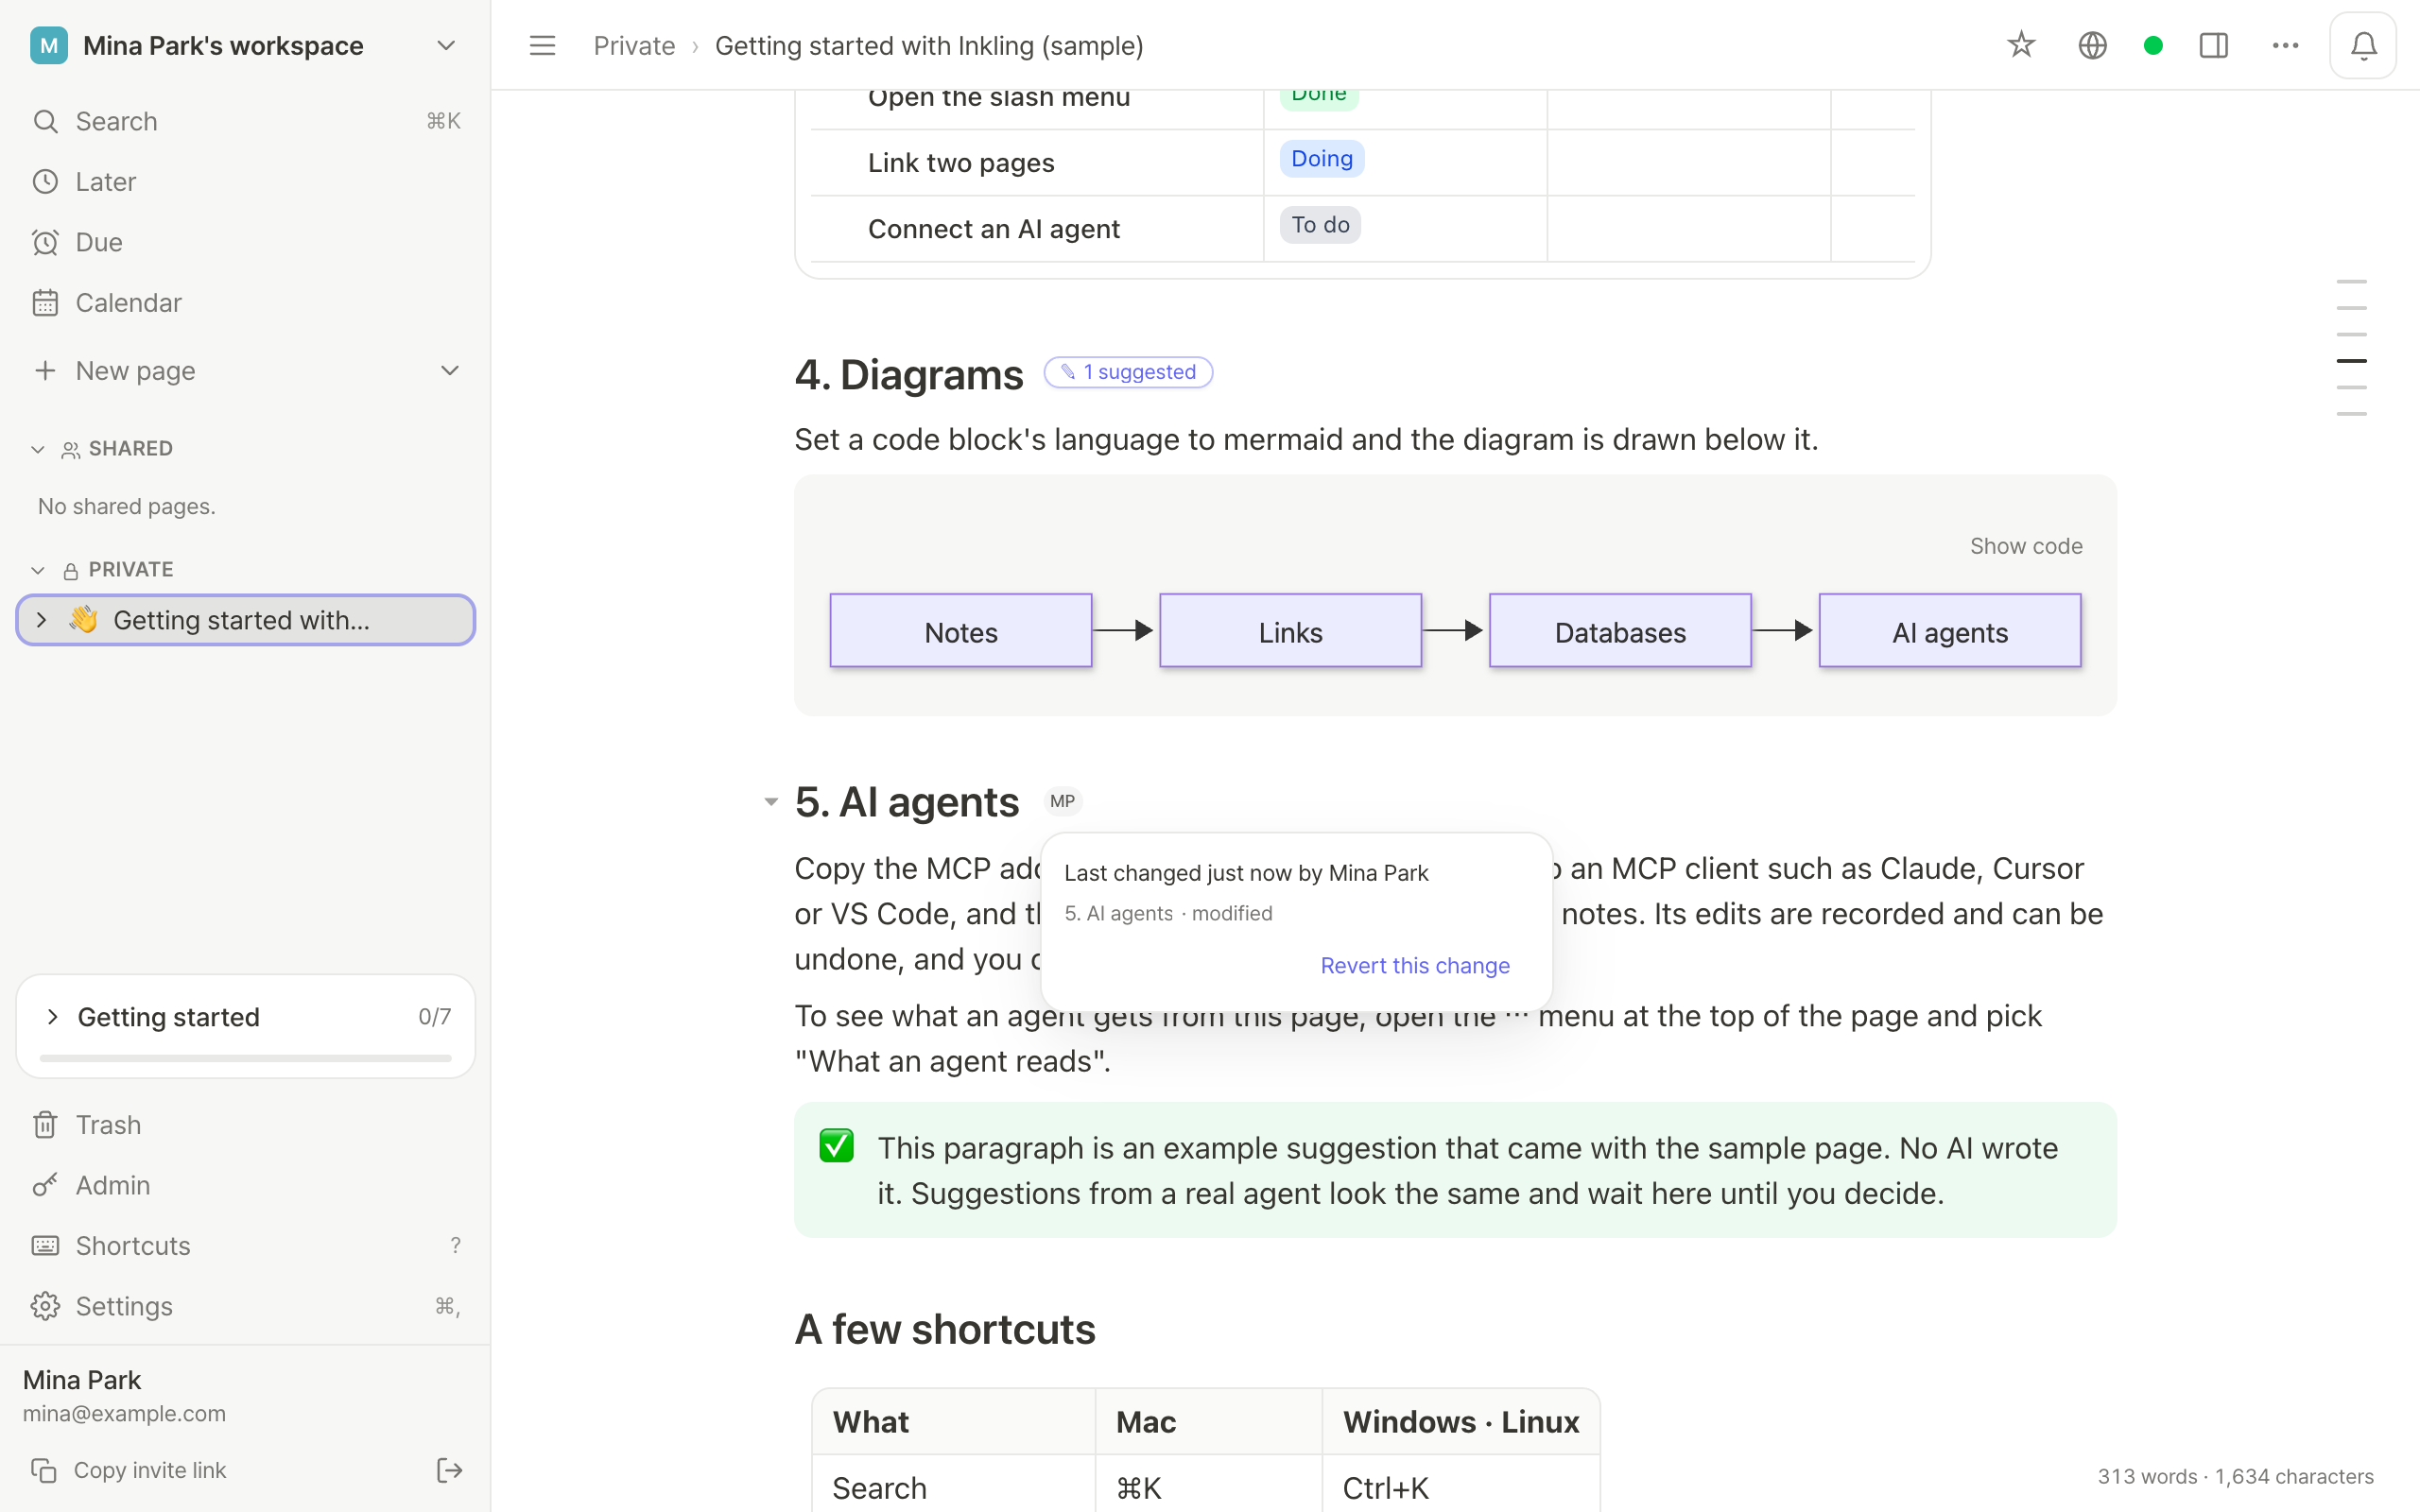 M Mina Park's workspace
Search ⌘K
Later
Due
Calendar
New page
SHARED
No shared pages.
PRIVATE
👋 Getting started with...
Getting started 0/7
Trash
Admin
Shortcuts ?
Settings ⌘,
Mina Park
mina@example.com
Copy invite link
Private › Getting started with Inkling (sample)
Open the slash menu Done
Link two pages Doing
Connect an AI agent To do
4. Diagrams 1 suggested
Set a code block's language to mermaid and the diagram is drawn below it.
Show code
Notes Links Databases AI agents
5. AI agents MP
Copy the MCP an MCP client such as Claude, Cursor
or VS Code, and notes. Its edits are recorded and can be
undone, and you
Last changed just now by Mina Park
5. AI agents · modified
Revert this change
To see what an agent gets from this page, open the ··· menu at the top of the page and pick
"What an agent reads".
✅ This paragraph is an example suggestion that came with the sample page. No AI wrote
it. Suggestions from a real agent look the same and wait here until you decide.
A few shortcuts
What Mac Windows · Linux
Search ⌘K Ctrl+K
313 words · 1,634 characters